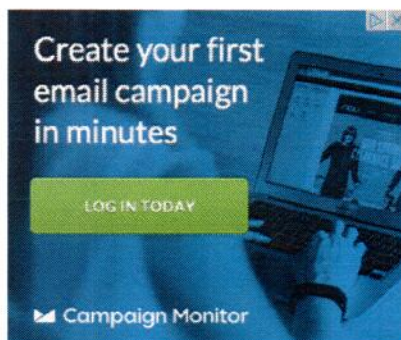 Create your first
email campaign
in minutes
LOG IN TODAY
Campaign Monitor